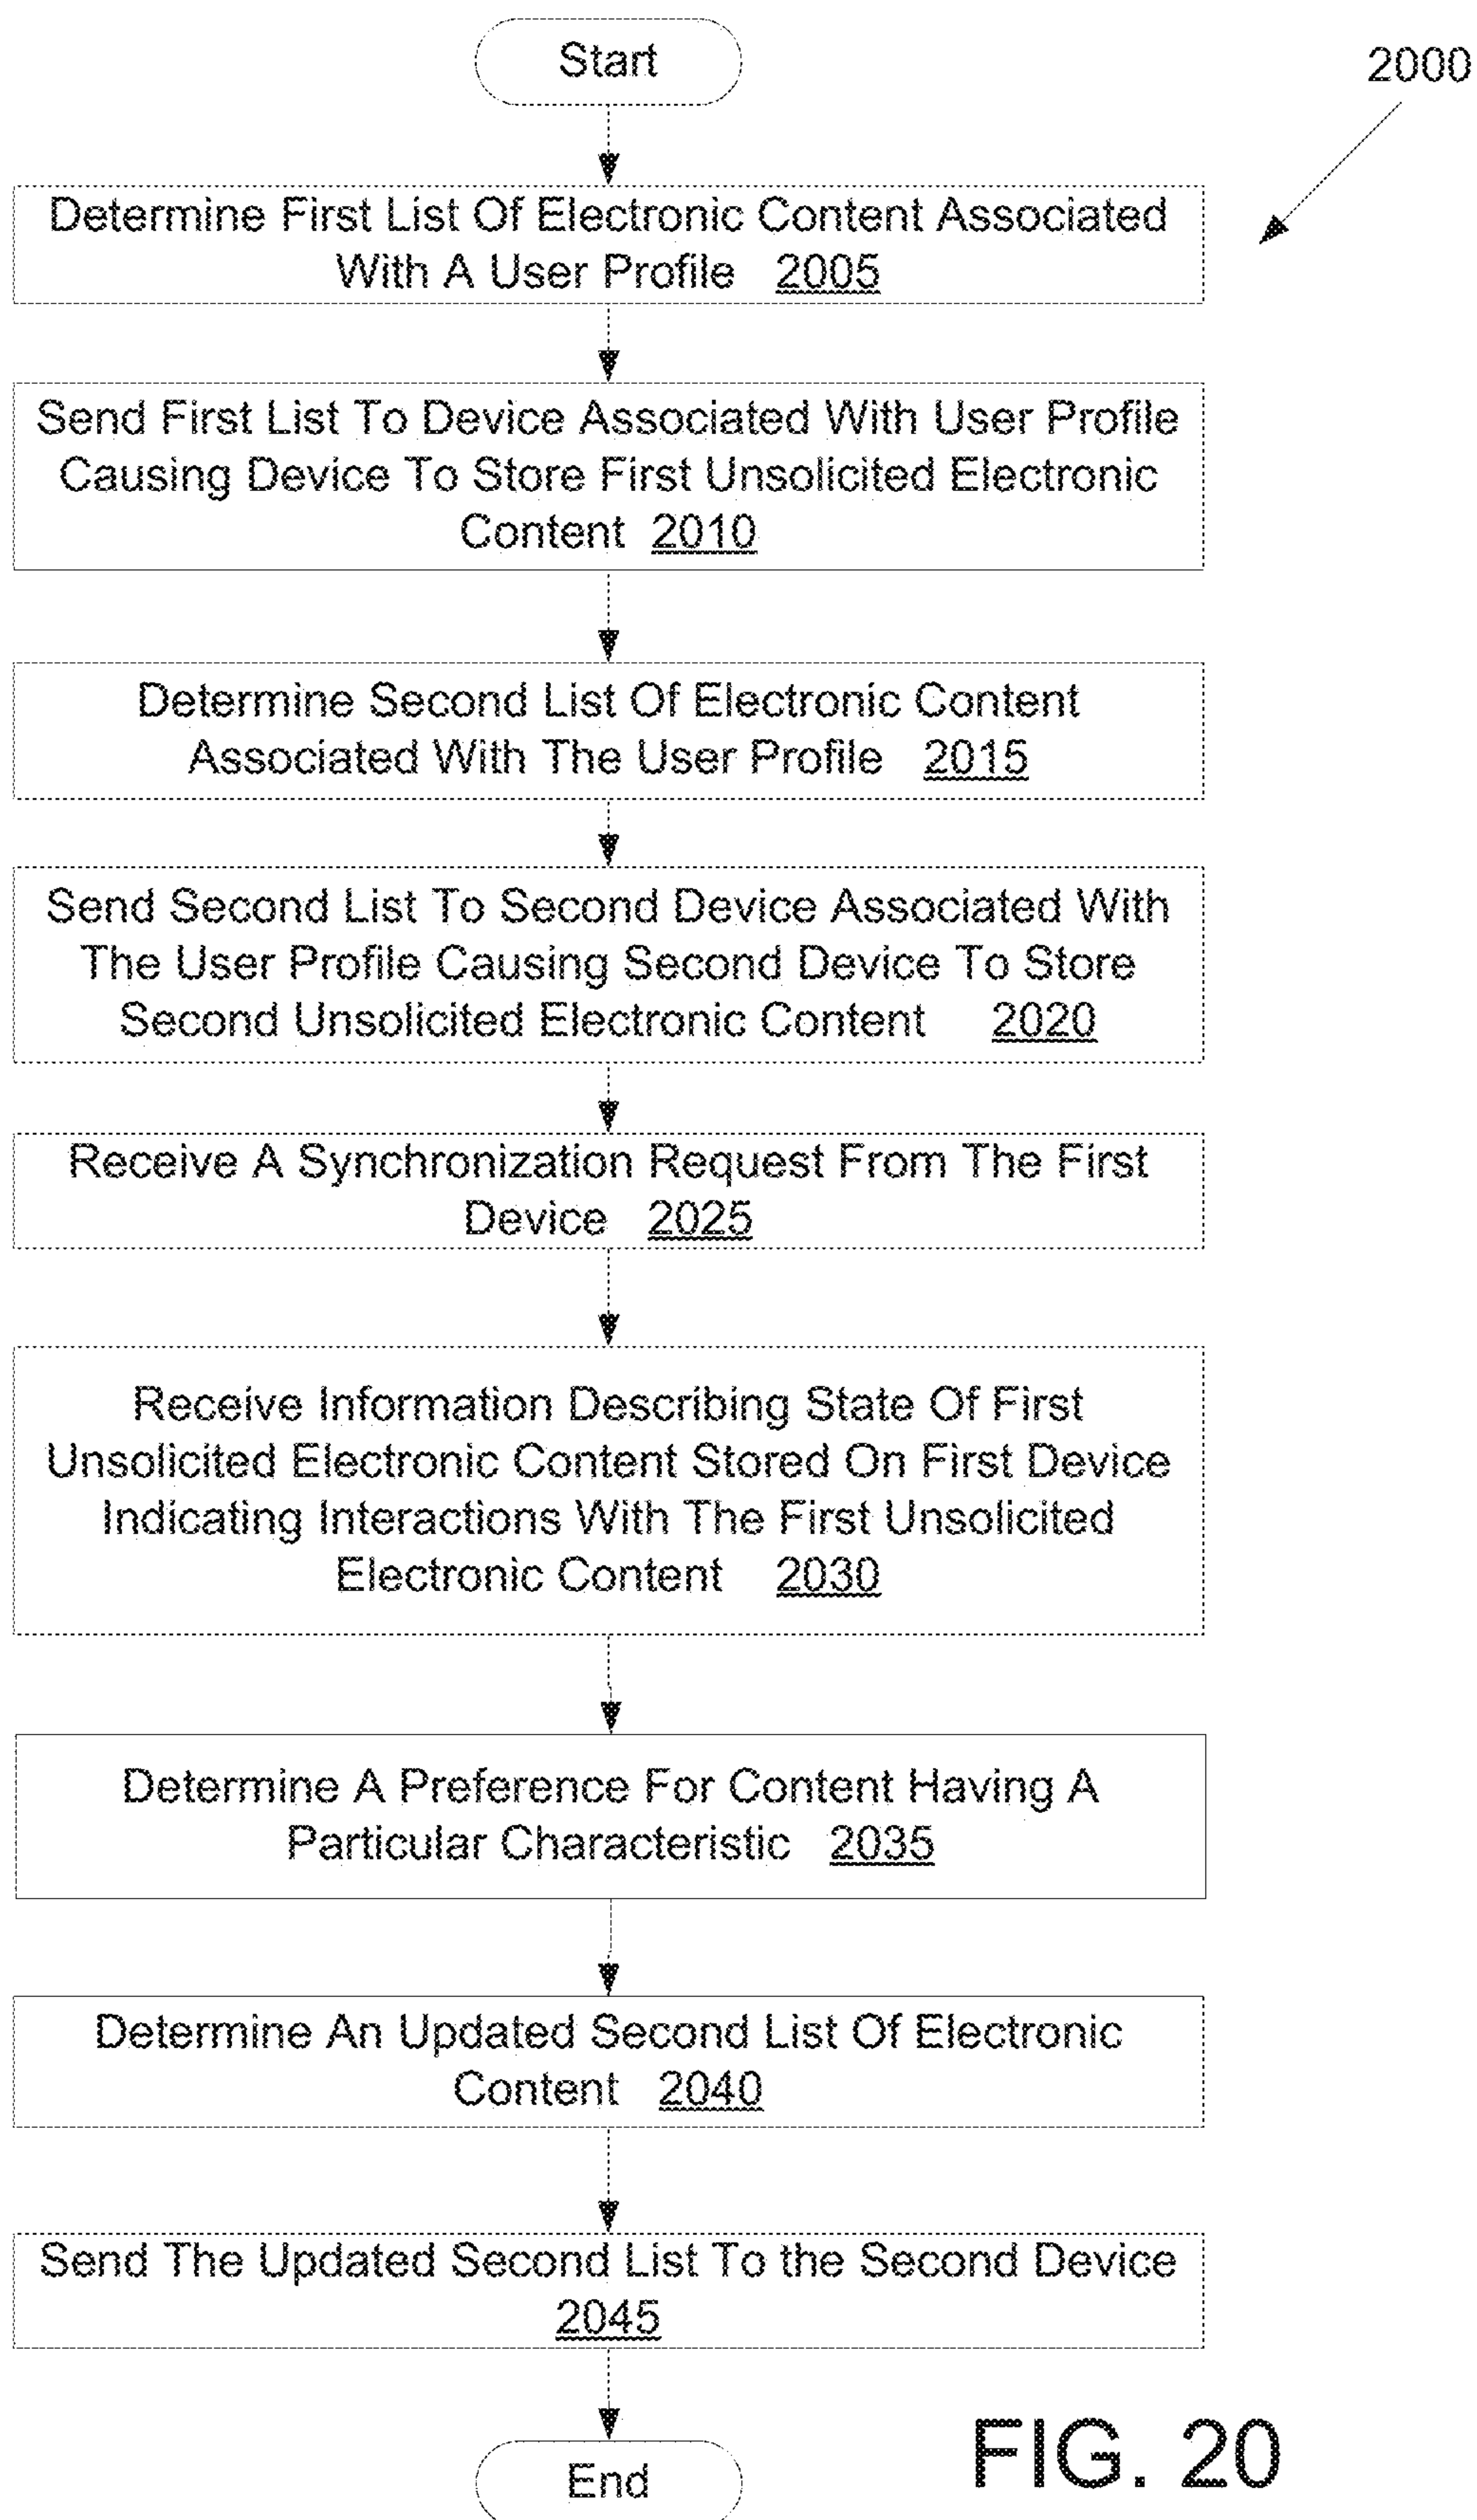 Start
2000
Determine First List Of Electronic Content Associated
With A User Profile 2005
Send First List To Device Associated With User Profile
Causing Device To Store First Unsolicited Electronic
Content 2010
Determine Second List Of Electronic Content
Associated With The User Profile 2015
Send Second List To Second Device Associated With
The User Profile Causing Second Device To Store
Second Unsolicited Electronic Content 2020
Receive A Synchronization Request From The First
Device 2025
Receive Information Describing State Of First
Unsolicited Electronic Content Stored On First Device
Indicating Interactions With The First Unsolicited
Electronic Content 2030
Determine A Preference For Content Having A
Particular Characteristic 2035
Determine An Updated Second List Of Electronic
Content 2040
Send The Updated Second List To the Second Device
2045
End
FIG. 20